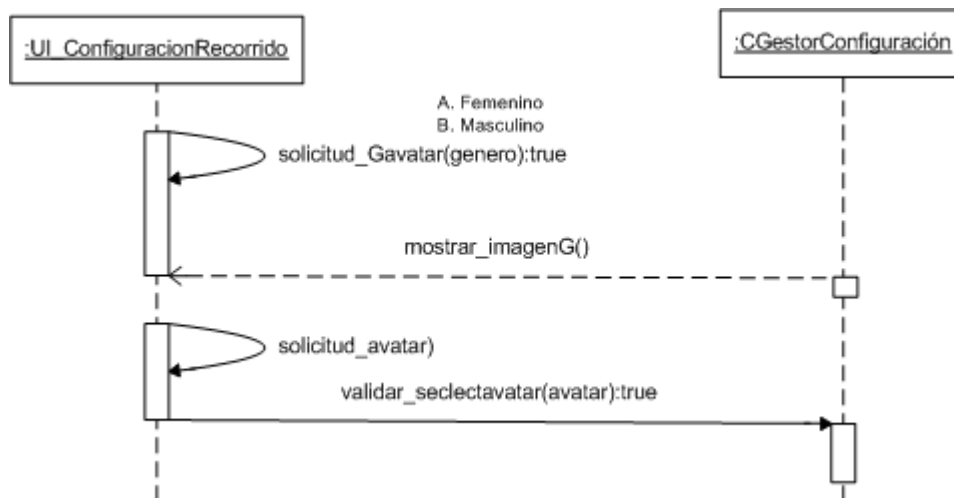 :UI_ConfiguracionRecorrido
:CGestorConfiguración
A. Femenino
B. Masculino
solicitud_Gavatar(genero):true
mostrar_imagenG()
solicitud_avatar)
validar_seclectavatar(avatar):true